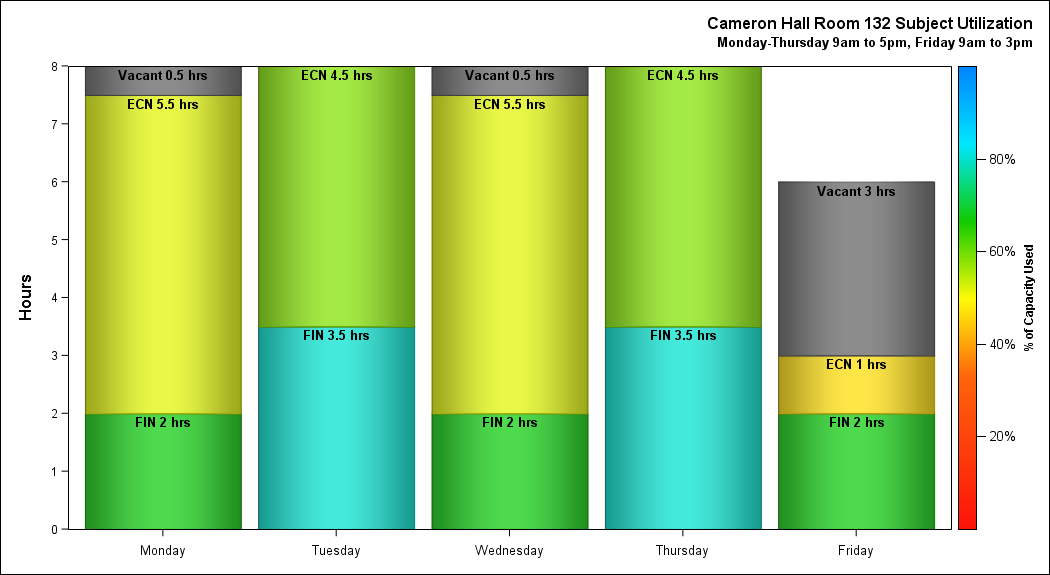 Cameron Hall Room 132 Subject Utilization
Monday-Thursday 9am to 5pm, Friday 9am to 3pm
Hours
8
7
6
5
4
3
2
1
0
Vacant 0.5 hrs
ECN 5.5 hrs
FIN 2 hrs
ECN 4.5 hrs
FIN 3.5 hrs
Vacant 0.5 hrs
ECN 5.5 hrs
FIN 2 hrs
ECN 4.5 hrs
FIN 3.5 hrs
Vacant 3 hrs
ECN 1 hrs
FIN 2 hrs
Monday
Tuesday
Wednesday
Thursday
Friday
80%
60%
40%
20%
% of Capacity Used